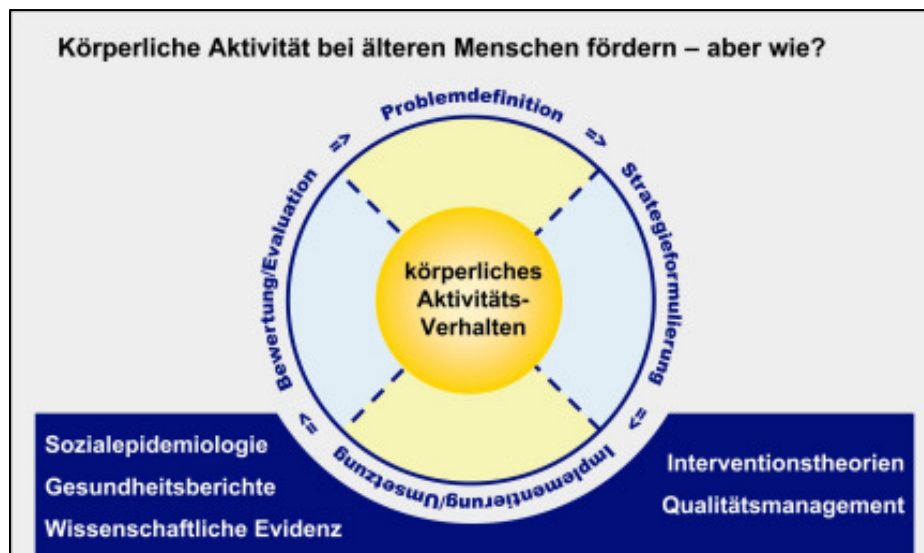 Körperliche Aktivität bei älteren Menschen fördern – aber wie?
Problemdefinition =>
Strategieformulierung =>
Implementierung/Umsetzung =>
Bewertung/Evaluation =>
körperliches
Aktivitäts-
Verhalten
Sozialepidemiologie
Gesundheitsberichte
Wissenschaftliche Evidenz
Interventionstheorien
Qualitätsmanagement